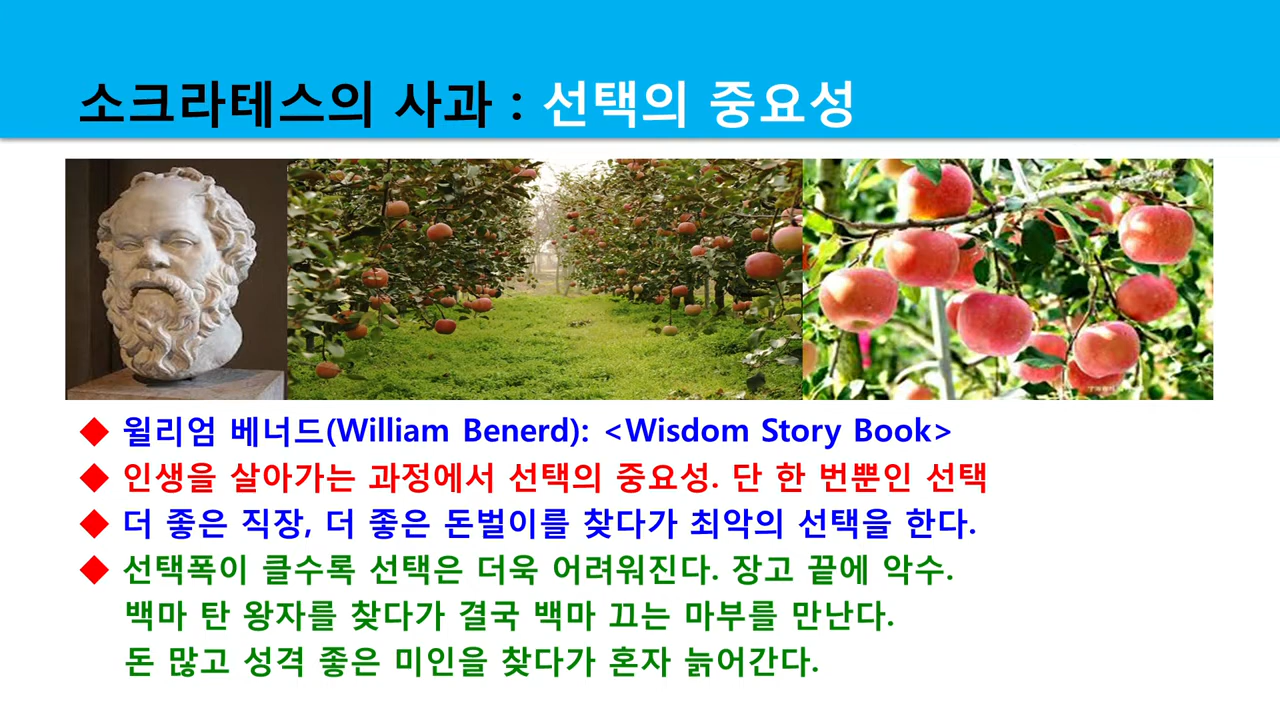 소크라테스의 사과 : 선택의 중요성
◆ 윌리엄 베너드(William Benerd): <Wisdom Story Book>
◆ 인생을 살아가는 과정에서 선택의 중요성. 단 한 번뿐인 선택
◆ 더 좋은 직장, 더 좋은 돈벌이를 찾다가 최악의 선택을 한다.
◆ 선택폭이 클수록 선택은 더욱 어려워진다. 장고 끝에 악수.
백마 탄 왕자를 찾다가 결국 백마 끄는 마부를 만난다.
돈 많고 성격 좋은 미인을 찾다가 혼자 늙어간다.